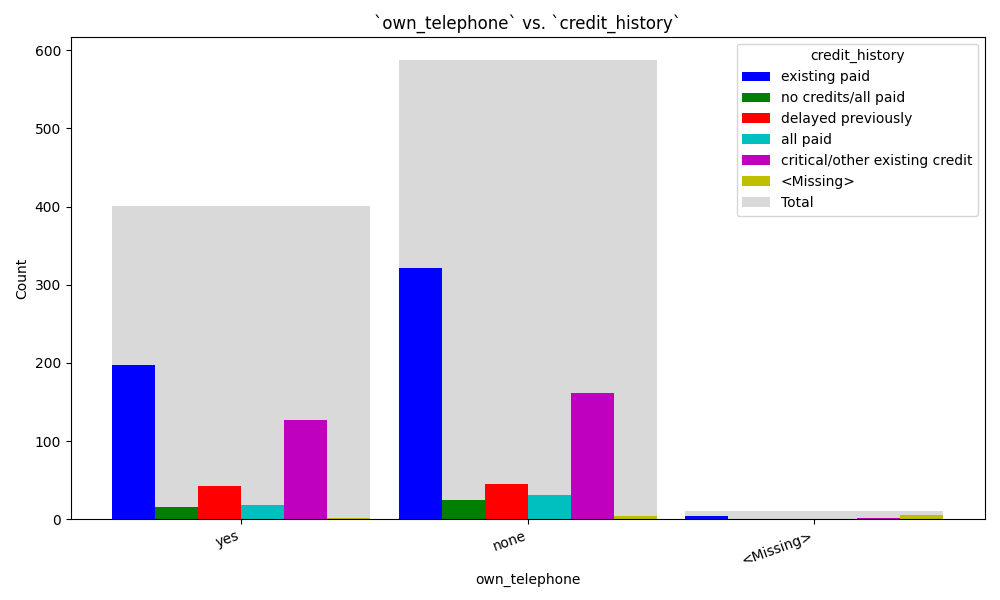 `own_telephone` vs. `credit_history`
credit_history
existing paid
no credits/all paid
delayed previously
all paid
critical/other existing credit
<Missing>
Total
600
500
400
300
200
100
0
Count
yes
none
<Missing>
own_telephone